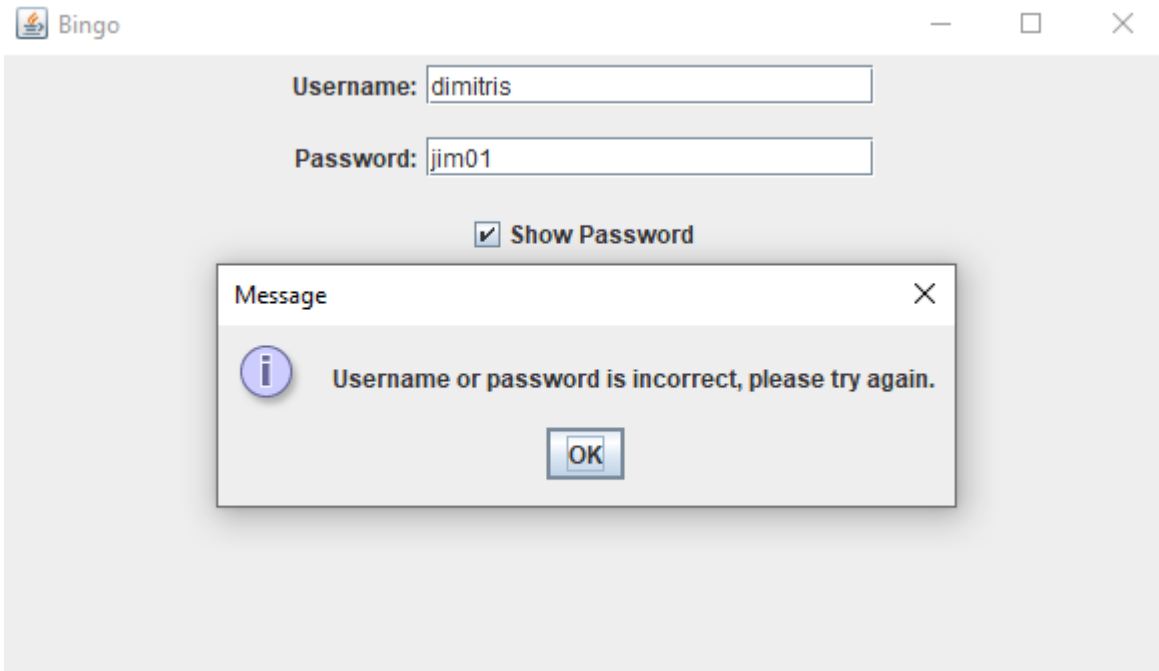 Bingo
Username: dimitris
Password: jim01
Show Password
Message
Username or password is incorrect, please try again.
OK